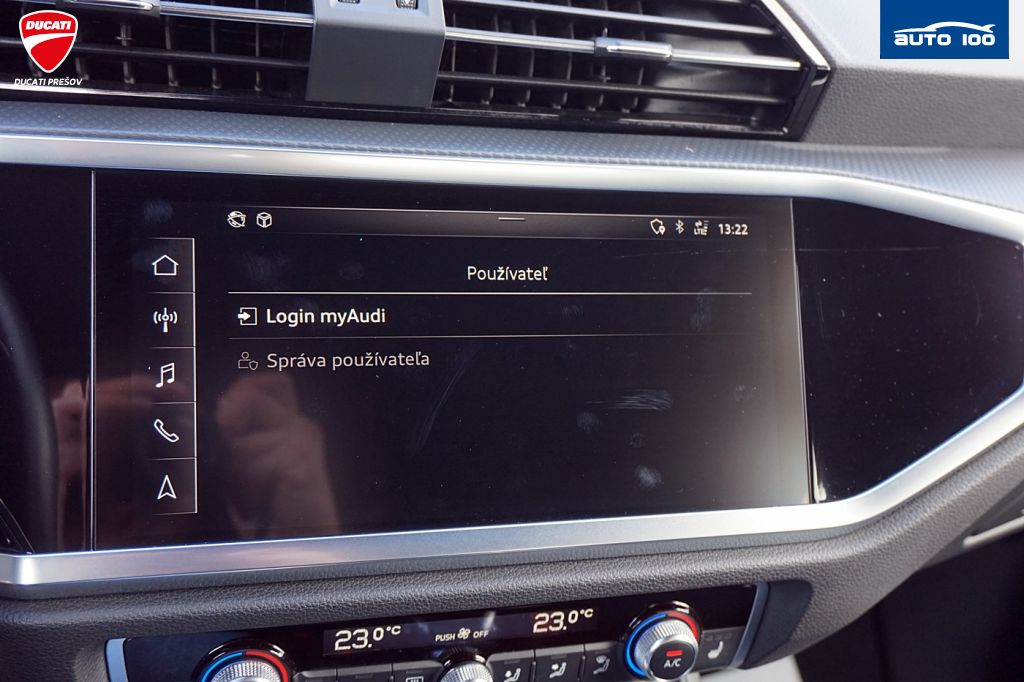 DUCATI
DUCATI PREŠOV
AUTO 100
LTE 13:22
Používateľ
Login myAudi
Správa používateľa
23.0°C PUSH OFF 23.0°C
A/C